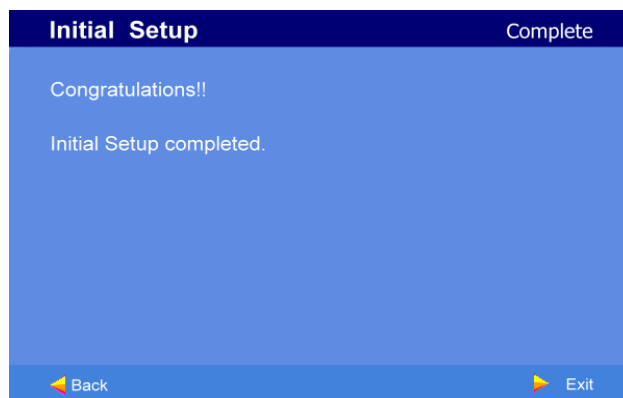 Initial Setup Complete
Congratulations!!
Initial Setup completed.
Back Exit